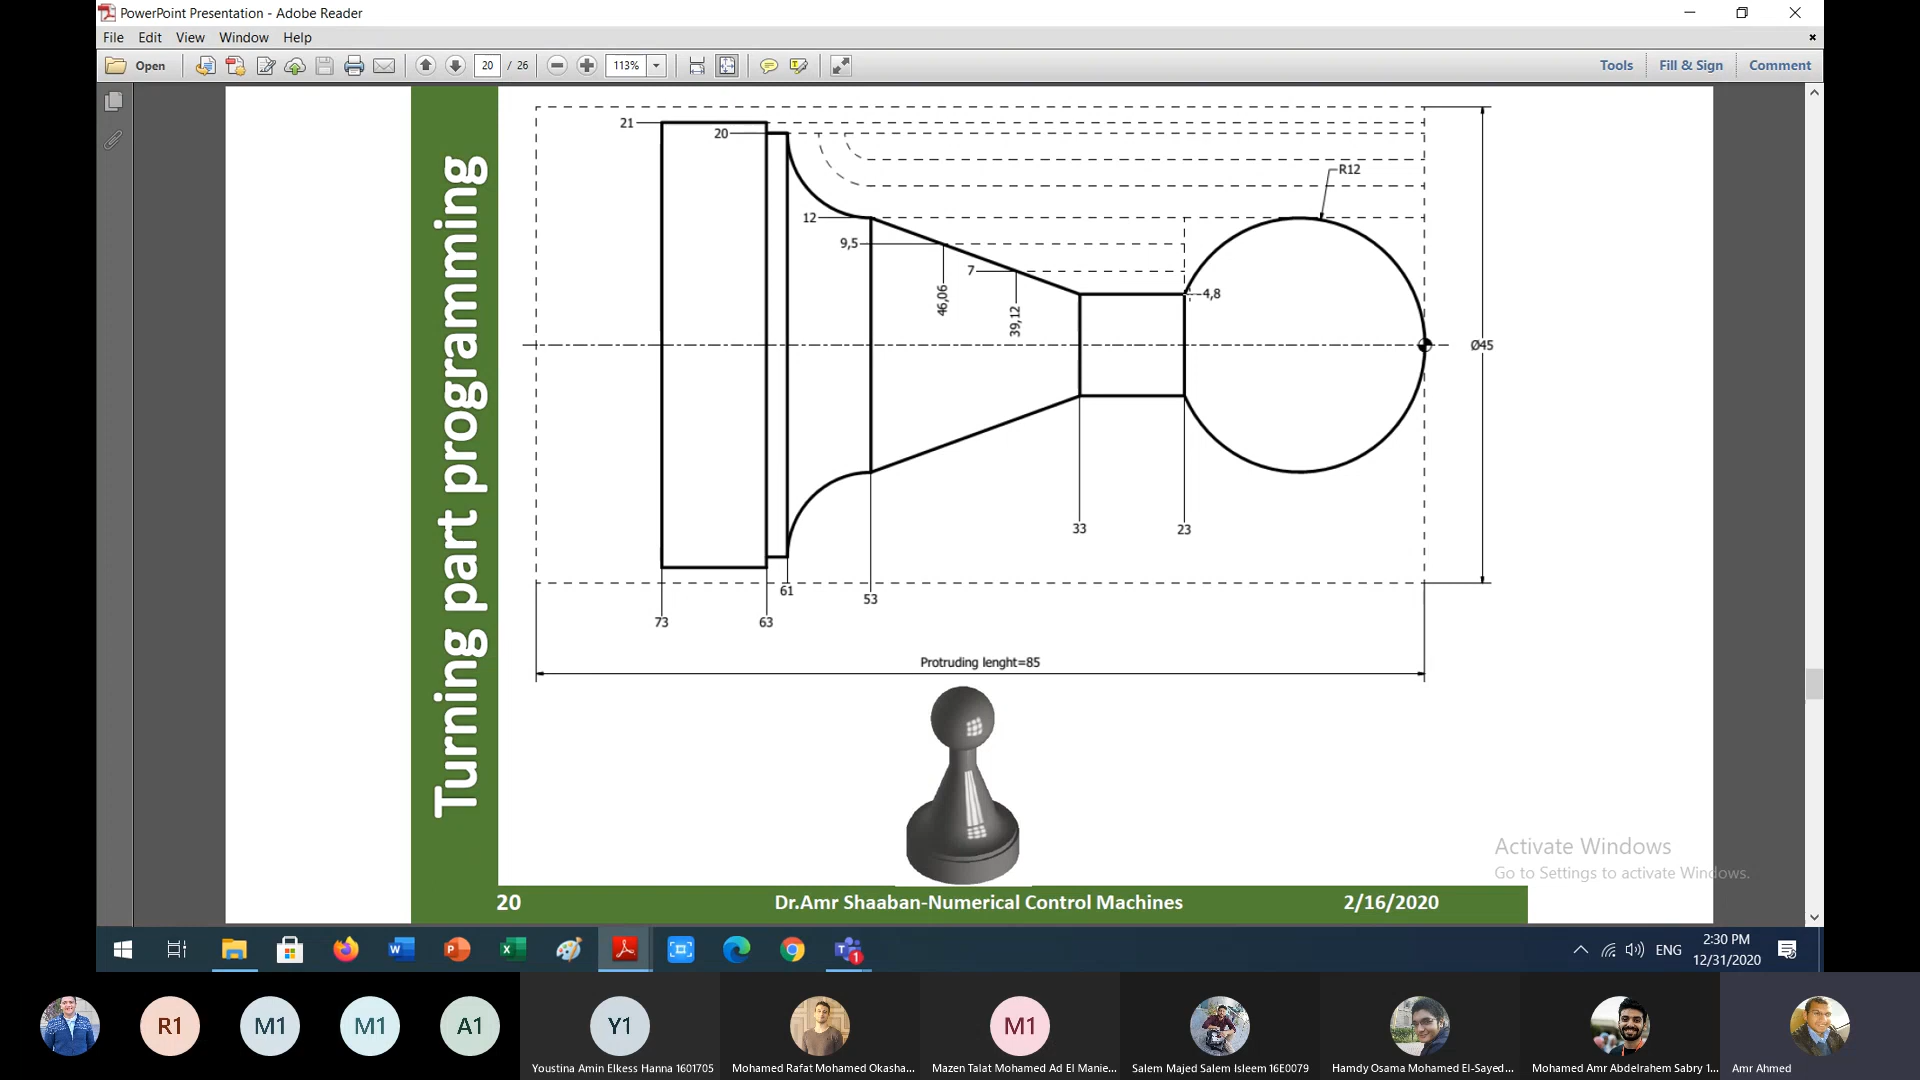 PowerPoint Presentation - Adobe Reader
File Edit View Window Help
Open 20 / 26 113% Tools Fill & Sign Comment
Turning part programming
21
20
R12
12
9,5
7
4,8
46,06
39,12
Ø45
33
23
61
53
73
63
Protruding lenght=85
Activate Windows
Go to Settings to activate Windows.
20 Dr.Amr Shaaban-Numerical Control Machines 2/16/2020
1
ENG
2:30 PM
12/31/2020
R1
M1
M1
A1
Y1
M1
Youstina Amin Elkess Hanna 1601705
Mohamed Rafat Mohamed Okasha...
Mazen Talat Mohamed Ad El Manie...
Salem Majed Salem Isleem 16E0079
Hamdy Osama Mohamed El-Sayed...
Mohamed Amr Abdelrahem Sabry 1...
Amr Ahmed